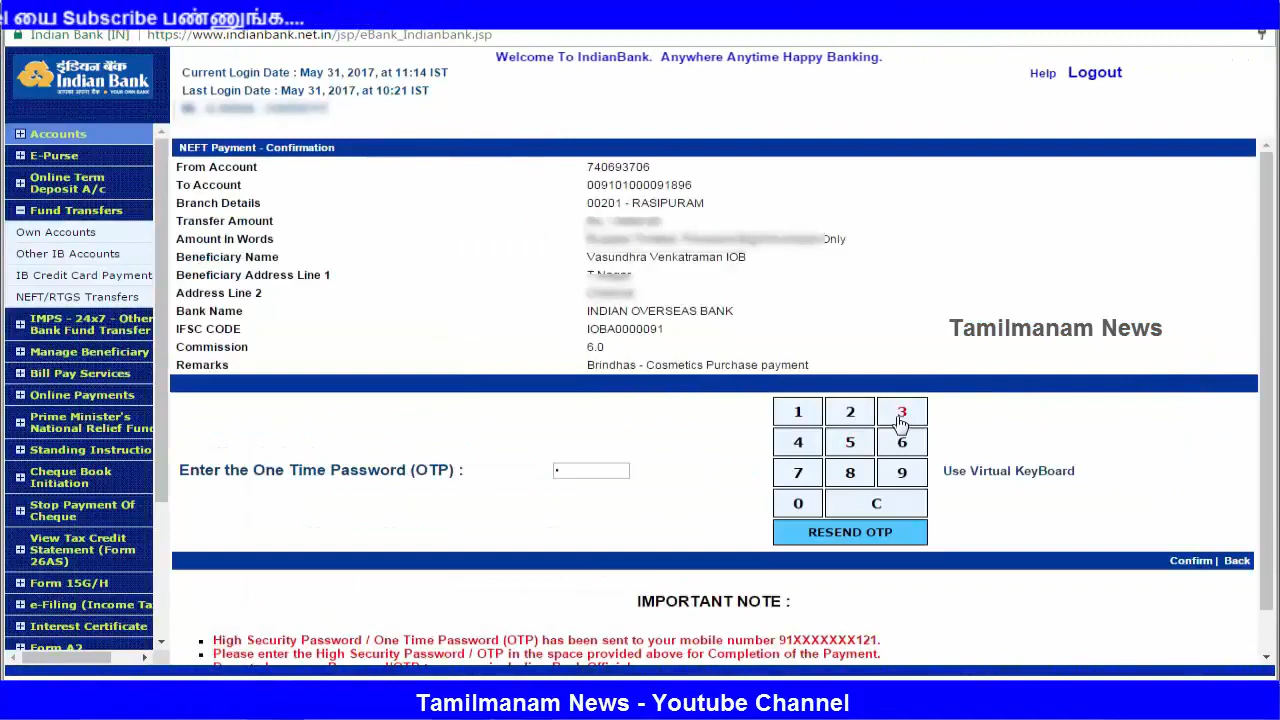 யை Subscribe பண்ணுங்க....
Indian Bank [IN] https://www.indianbank.net.in/jsp/eBank_Indianbank.jsp
इंडियन बैंक
Indian Bank
आपका अपना बैंक YOUR OWN BANK
Welcome To IndianBank. Anywhere Anytime Happy Banking.
Current Login Date : May 31, 2017, at 11:14 IST
Last Login Date : May 31, 2017, at 10:21 IST
Help Logout
Accounts
E-Purse
Online Term
Deposit A/c
Fund Transfers
Own Accounts
Other IB Accounts
IB Credit Card Payment
NEFT/RTGS Transfers
IMPS - 24x7 - Other
Bank Fund Transfer
Manage Beneficiary
Bill Pay Services
Online Payments
Prime Minister's
National Relief Fund
Standing Instructio
Cheque Book
Initiation
Stop Payment Of
Cheque
View Tax Credit
Statement (Form
26AS)
Form 15G/H
e-Filing (Income Ta
Interest Certificate
Form A2
NEFT Payment - Confirmation
From Account 740693706
To Account 009101000091896
Branch Details 00201 - RASIPURAM
Transfer Amount
Amount In Words Only
Beneficiary Name Vasundhra Venkatraman IOB
Beneficiary Address Line 1
Address Line 2
Bank Name INDIAN OVERSEAS BANK
IFSC CODE IOBA0000091
Commission 6.0
Remarks Brindhas - Cosmetics Purchase payment
Tamilmanam News
1 2 3
4 5 6
7 8 9
0 C
RESEND OTP
Enter the One Time Password (OTP) :
Use Virtual KeyBoard
Confirm | Back
IMPORTANT NOTE :
High Security Password / One Time Password (OTP) has been sent to your mobile number 91XXXXXXX121.
Please enter the High Security Password / OTP in the space provided above for Completion of the Payment.
Tamilmanam News - Youtube Channel